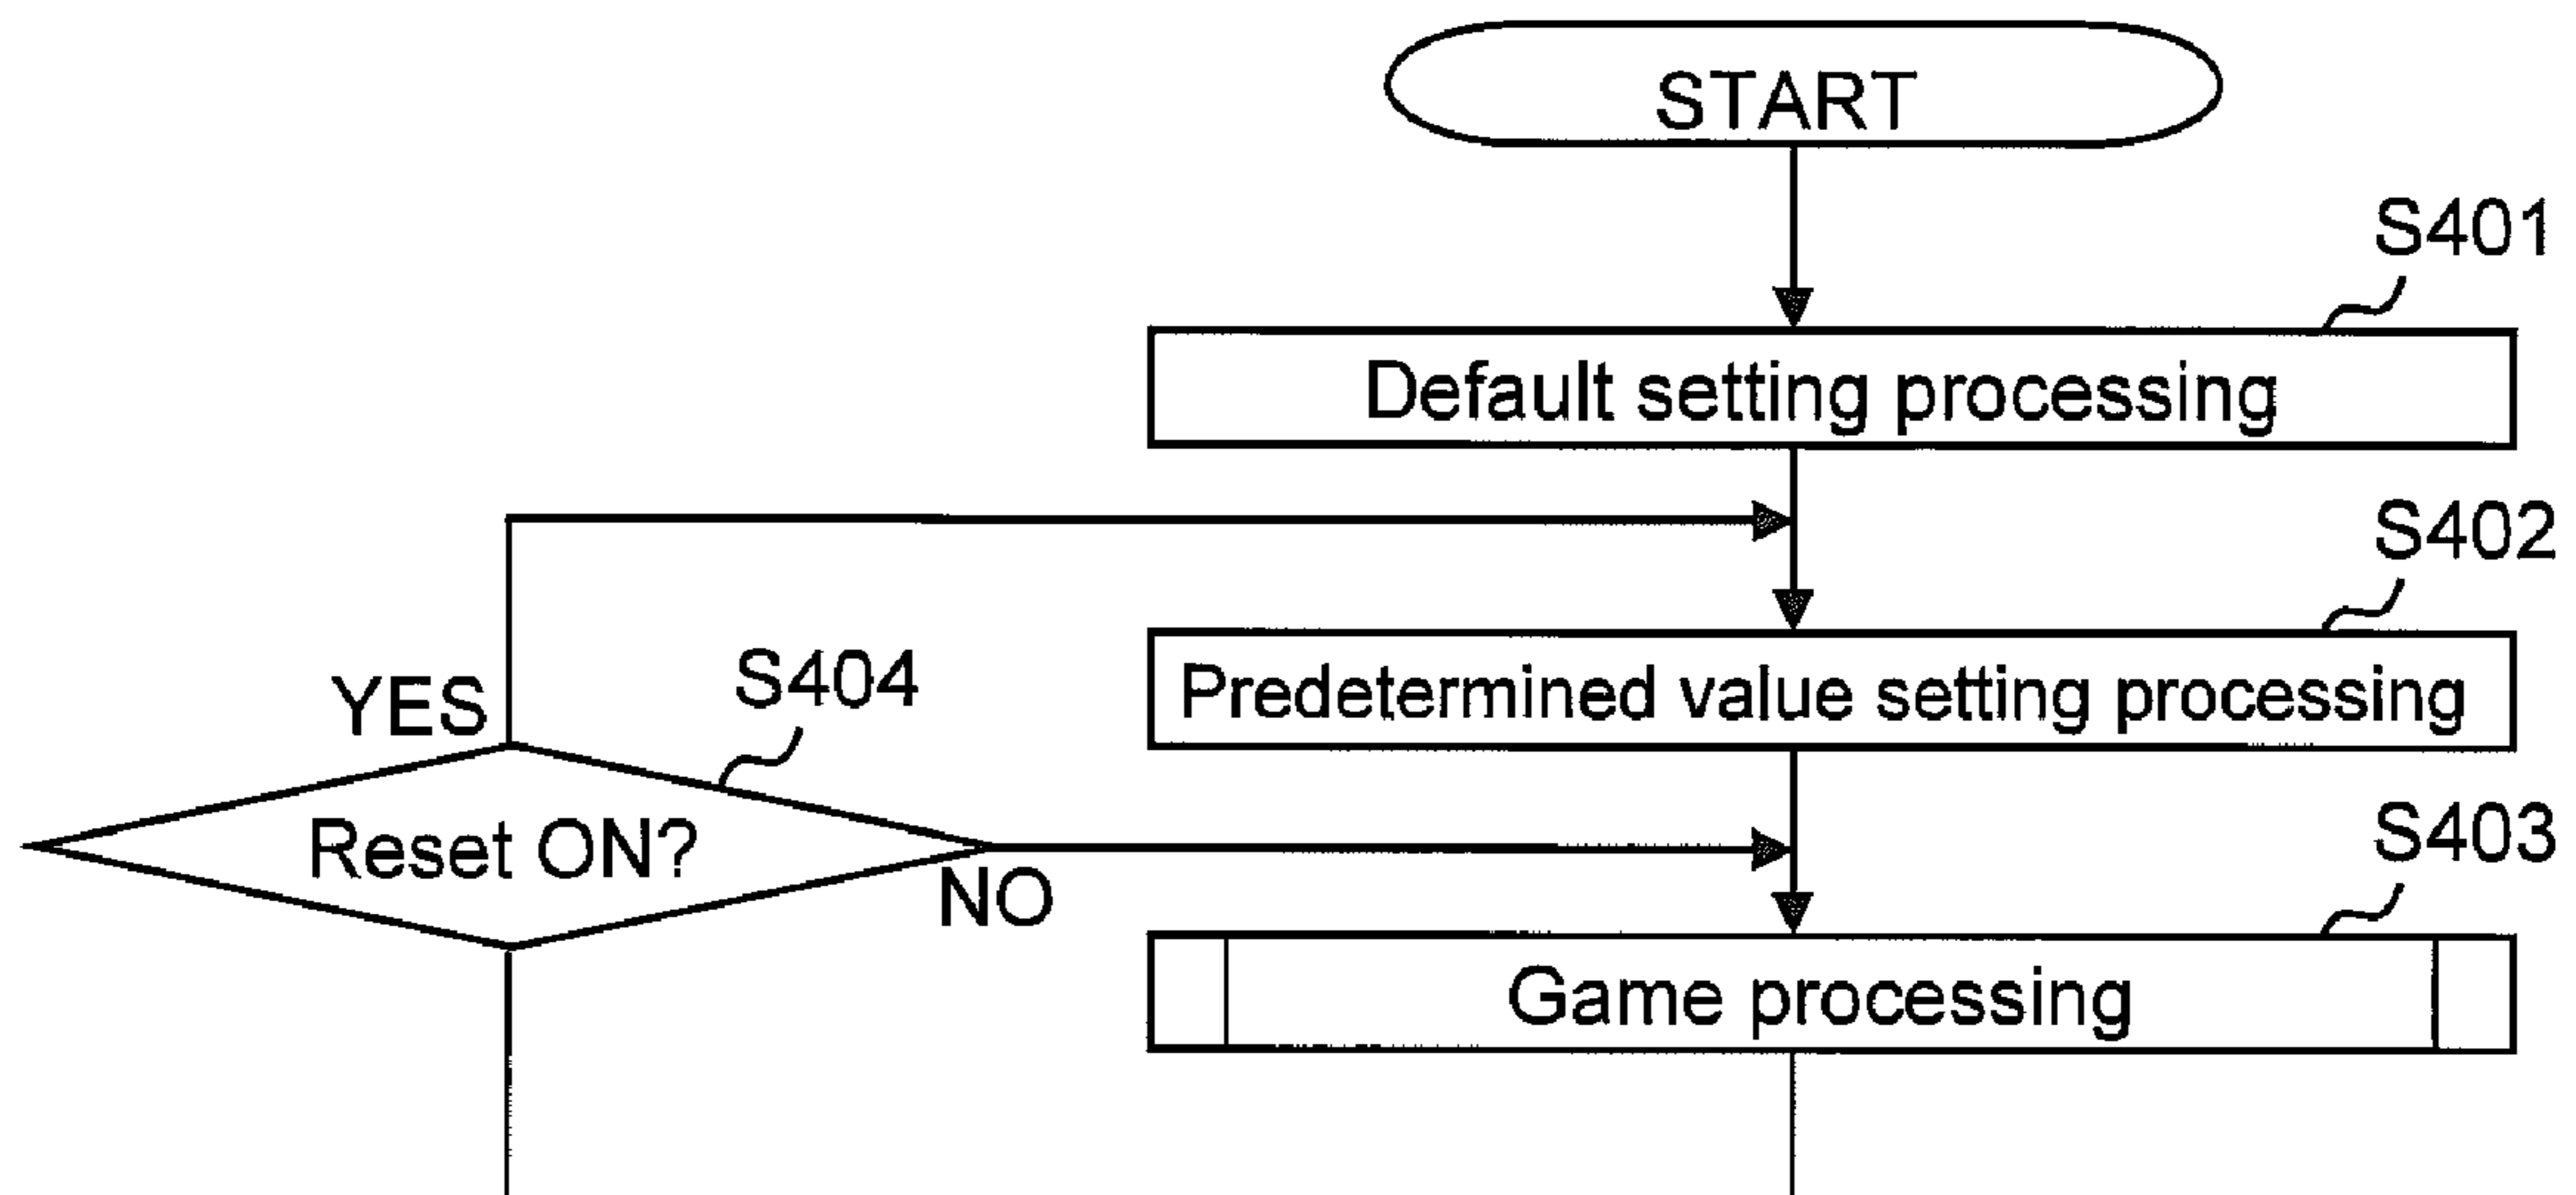 START
S401
Default setting processing
S402
Predetermined value setting processing
YES
S404
Reset ON?
NO
S403
Game processing